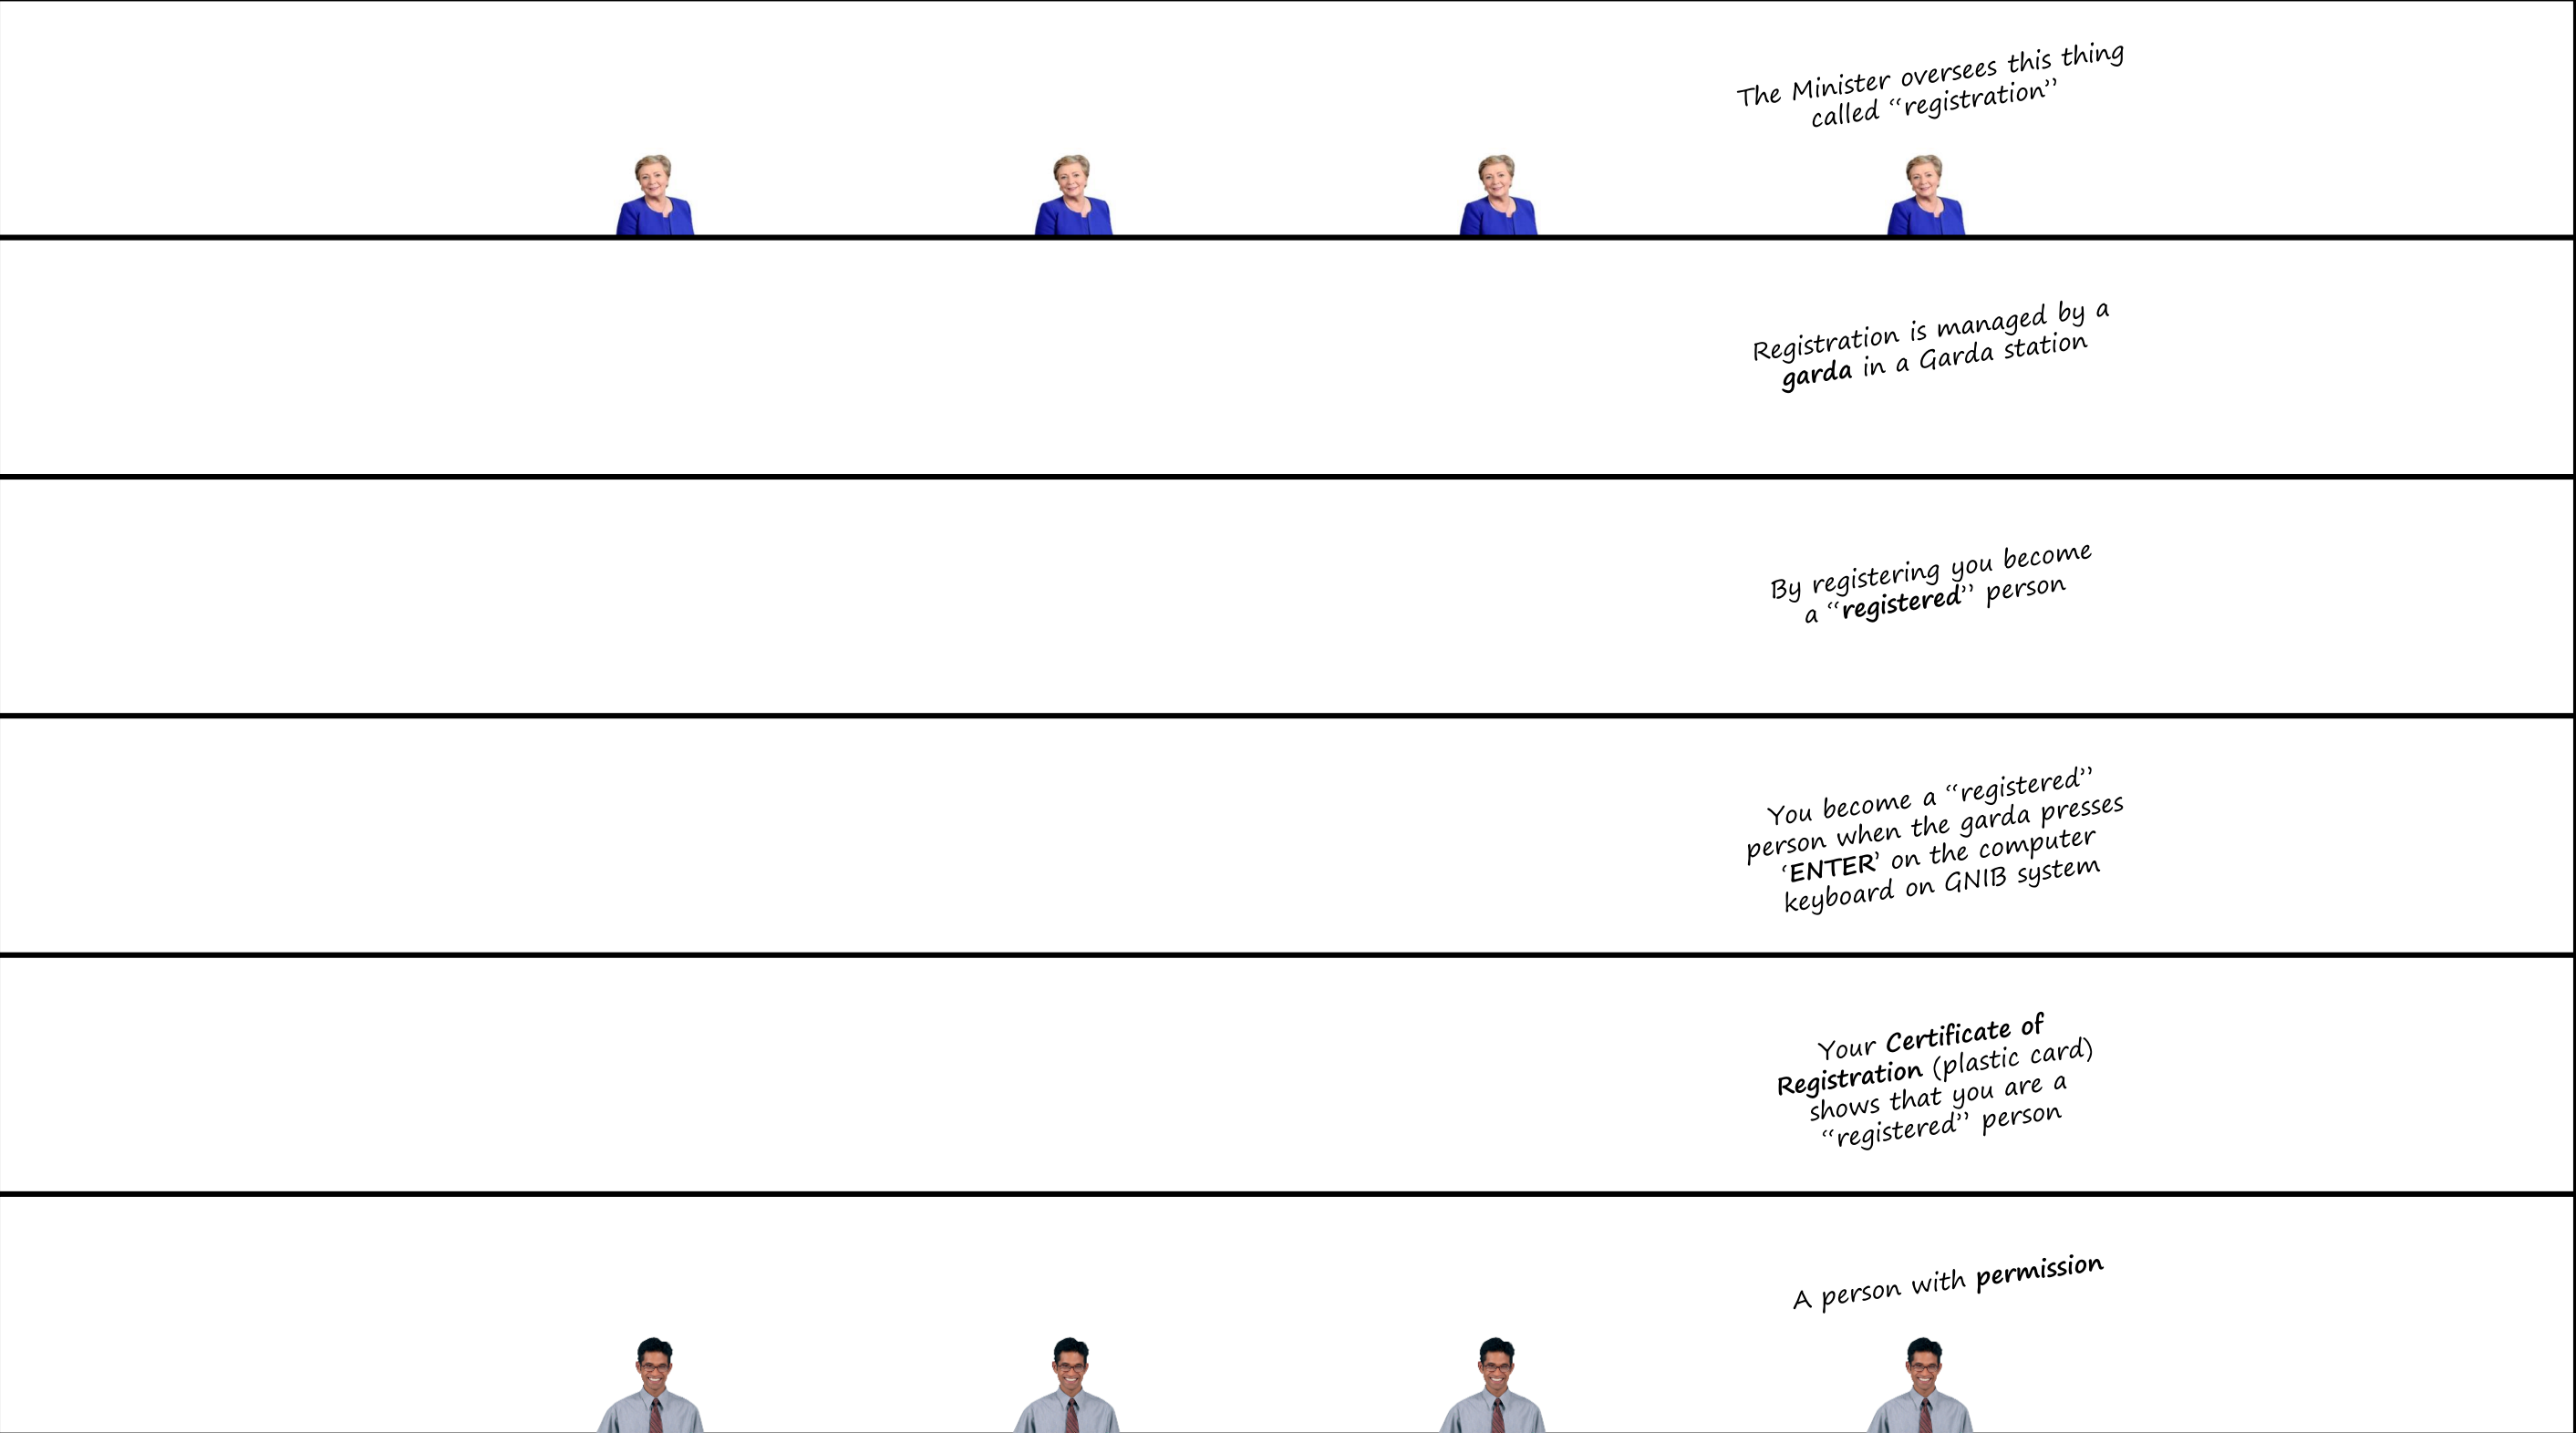 The Minister oversees this thing
called “registration”
Registration is managed by a
garda in a Garda station
By registering you become
a “registered” person
You become a “registered”
person when the garda presses
‘ENTER’ on the computer
keyboard on GNIB system
Your Certificate of
Registration (plastic card)
shows that you are a
“registered” person
A person with permission